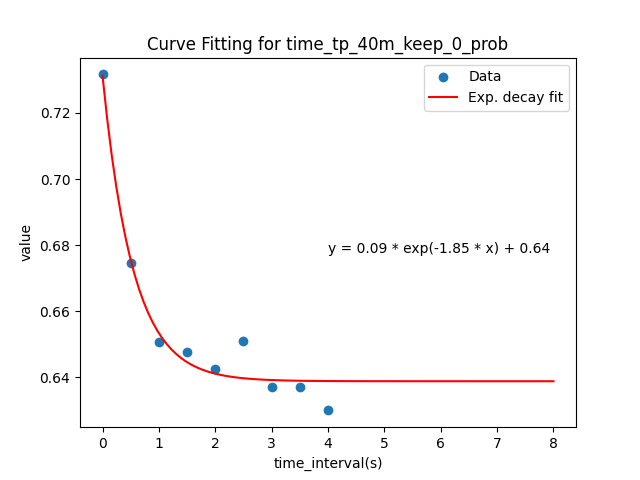 Curve Fitting for time_tp_40m_keep_0_prob
Data
Exp. decay fit
y = 0.09 * exp(-1.85 * x) + 0.64
value
0.72
0.70
0.68
0.66
0.64
0 1 2 3 4 5 6 7 8
time_interval(s)